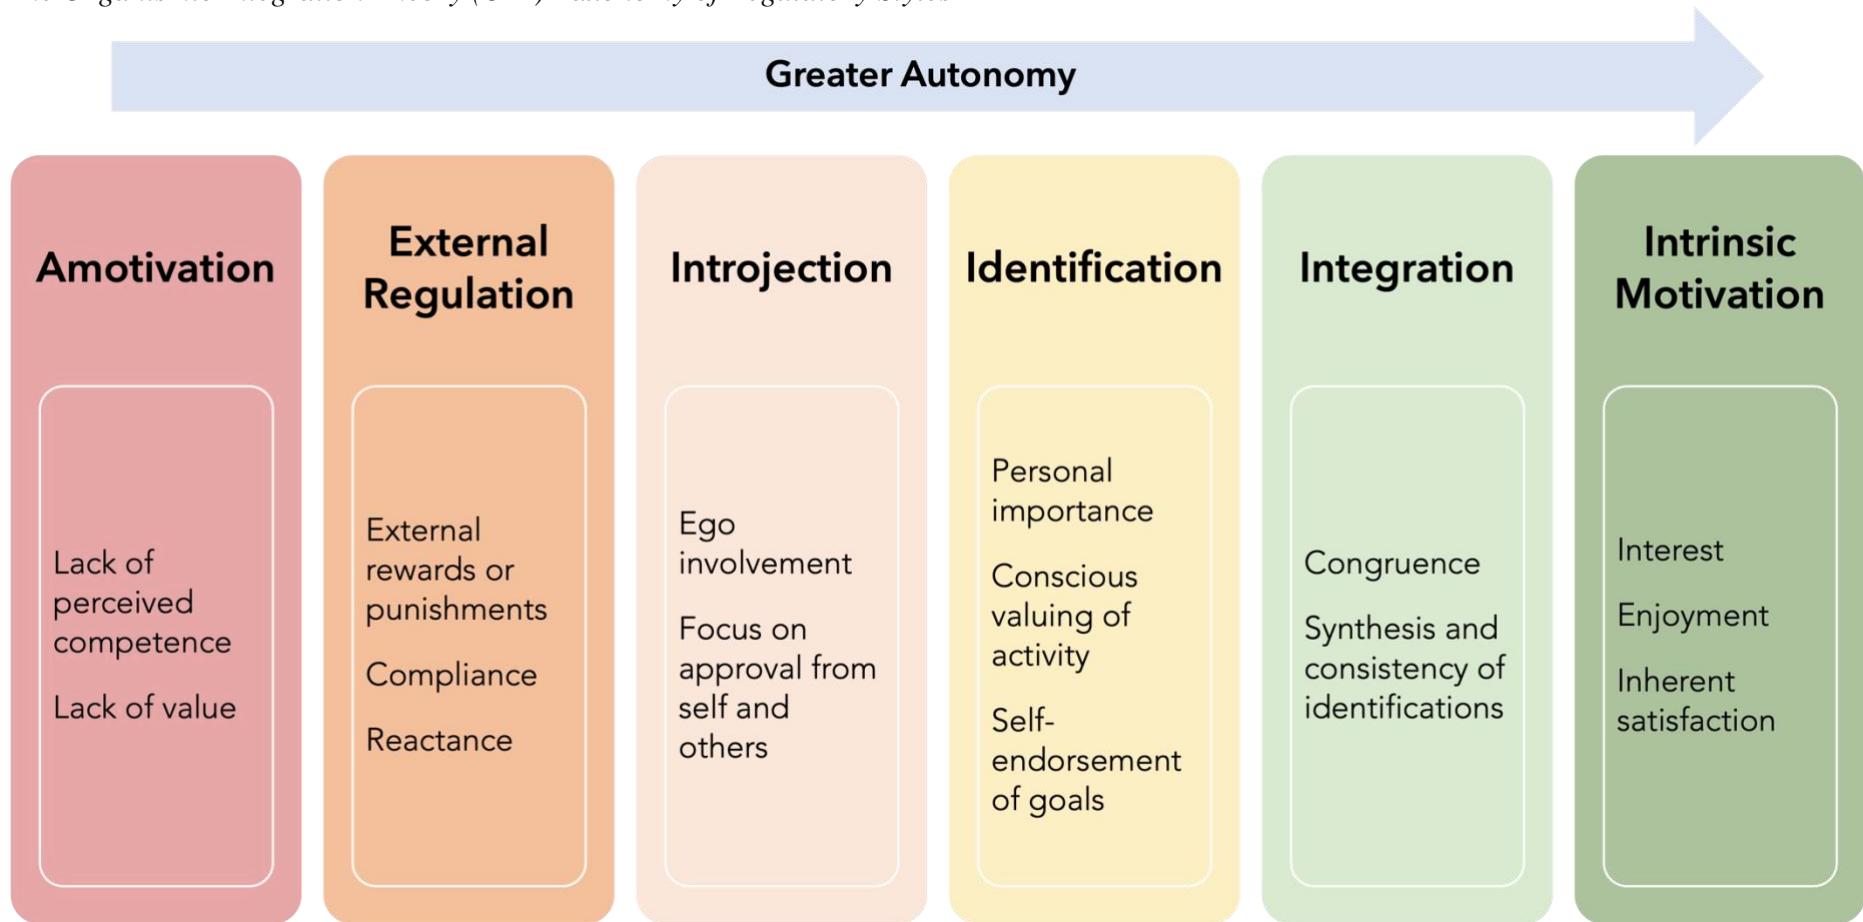 Greater Autonomy
Amotivation
Lack of
perceived
competence
Lack of value
External
Regulation
External
rewards or
punishments
Compliance
Reactance
Introjection
Ego
involvement
Focus on
approval from
self and
others
Identification
Personal
importance
Conscious
valuing of
activity
Self-
endorsement
of goals
Integration
Congruence
Synthesis and
consistency of
identifications
Intrinsic
Motivation
Interest
Enjoyment
Inherent
satisfaction